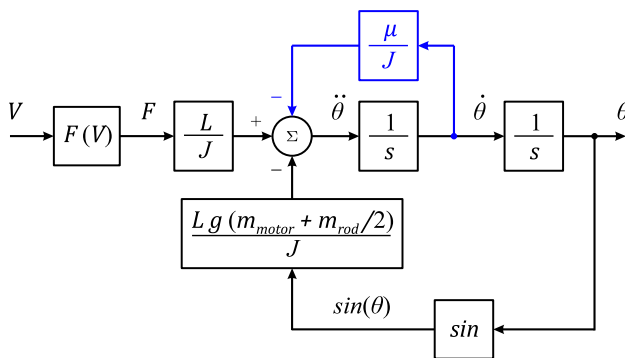 μ
J
−
V
F(V)
F
L
J
+
Σ
θ̈
1
s
θ̇
1
s
θ
−
L g (m_motor + m_rod/2)
J
sin(θ)
sin